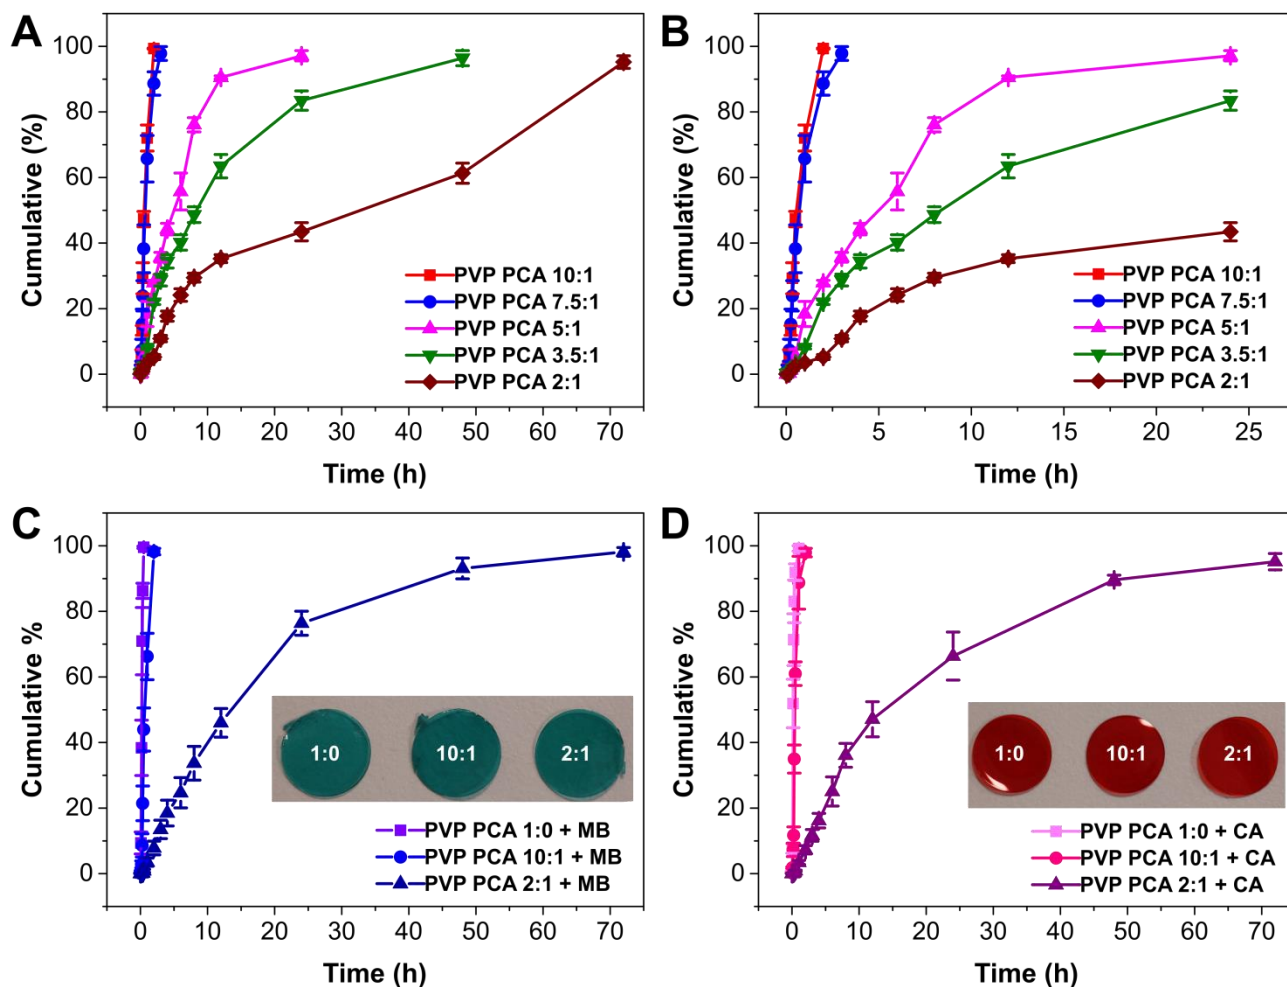 A
100
80
60
40
20
0
Cumulative (%)
PVP PCA 10:1
PVP PCA 7.5:1
PVP PCA 5:1
PVP PCA 3.5:1
PVP PCA 2:1
0 10 20 30 40 50 60 70
Time (h)
B
100
80
60
40
20
0
Cumulative (%)
PVP PCA 10:1
PVP PCA 7.5:1
PVP PCA 5:1
PVP PCA 3.5:1
PVP PCA 2:1
0 5 10 15 20 25
Time (h)
C
100
80
60
40
20
0
Cumulative %
1:0 10:1 2:1
PVP PCA 1:0 + MB
PVP PCA 10:1 + MB
PVP PCA 2:1 + MB
0 10 20 30 40 50 60 70
Time (h)
D
100
80
60
40
20
0
Cumulative %
1:0 10:1 2:1
PVP PCA 1:0 + CA
PVP PCA 10:1 + CA
PVP PCA 2:1 + CA
0 10 20 30 40 50 60 70
Time (h)